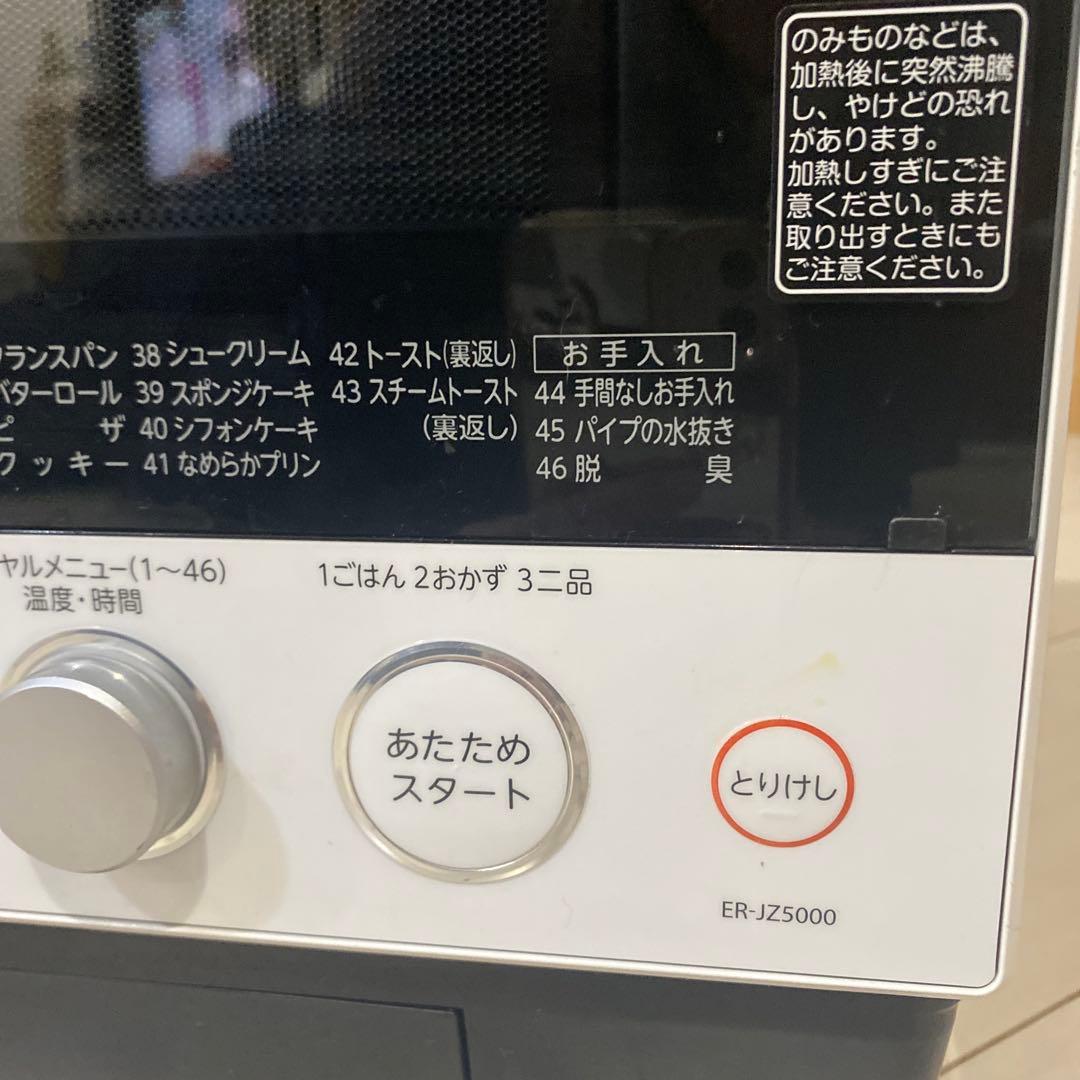 のみものなどは、
加熱後に突然沸騰
し、やけどの恐れ
があります。
加熱しすぎにご注
意ください。また
取り出すときにも
ご注意ください。
フランスパン 38 シュークリーム 42 トースト(裏返し) お手入れ
バターロール 39 スポンジケーキ 43 スチームトースト 44 手間なしお手入れ
ピザ 40 シフォンケーキ (裏返し) 45 パイプの水抜き
クッキー 41 なめらかプリン 46 脱臭
ヤルメニュー(1〜46)
温度・時間
1ごはん 2おかず 3二品
あたため
スタート
とりけし
ER-JZ5000